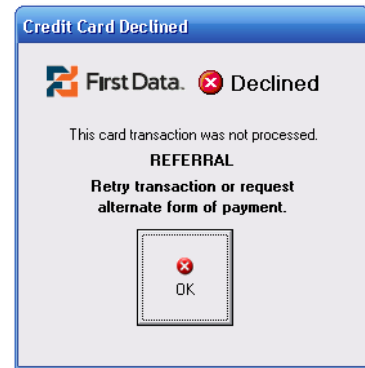 Credit Card Declined
First Data. Declined
This card transaction was not processed.
REFERRAL
Retry transaction or request
alternate form of payment.
OK